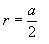 r = a/2